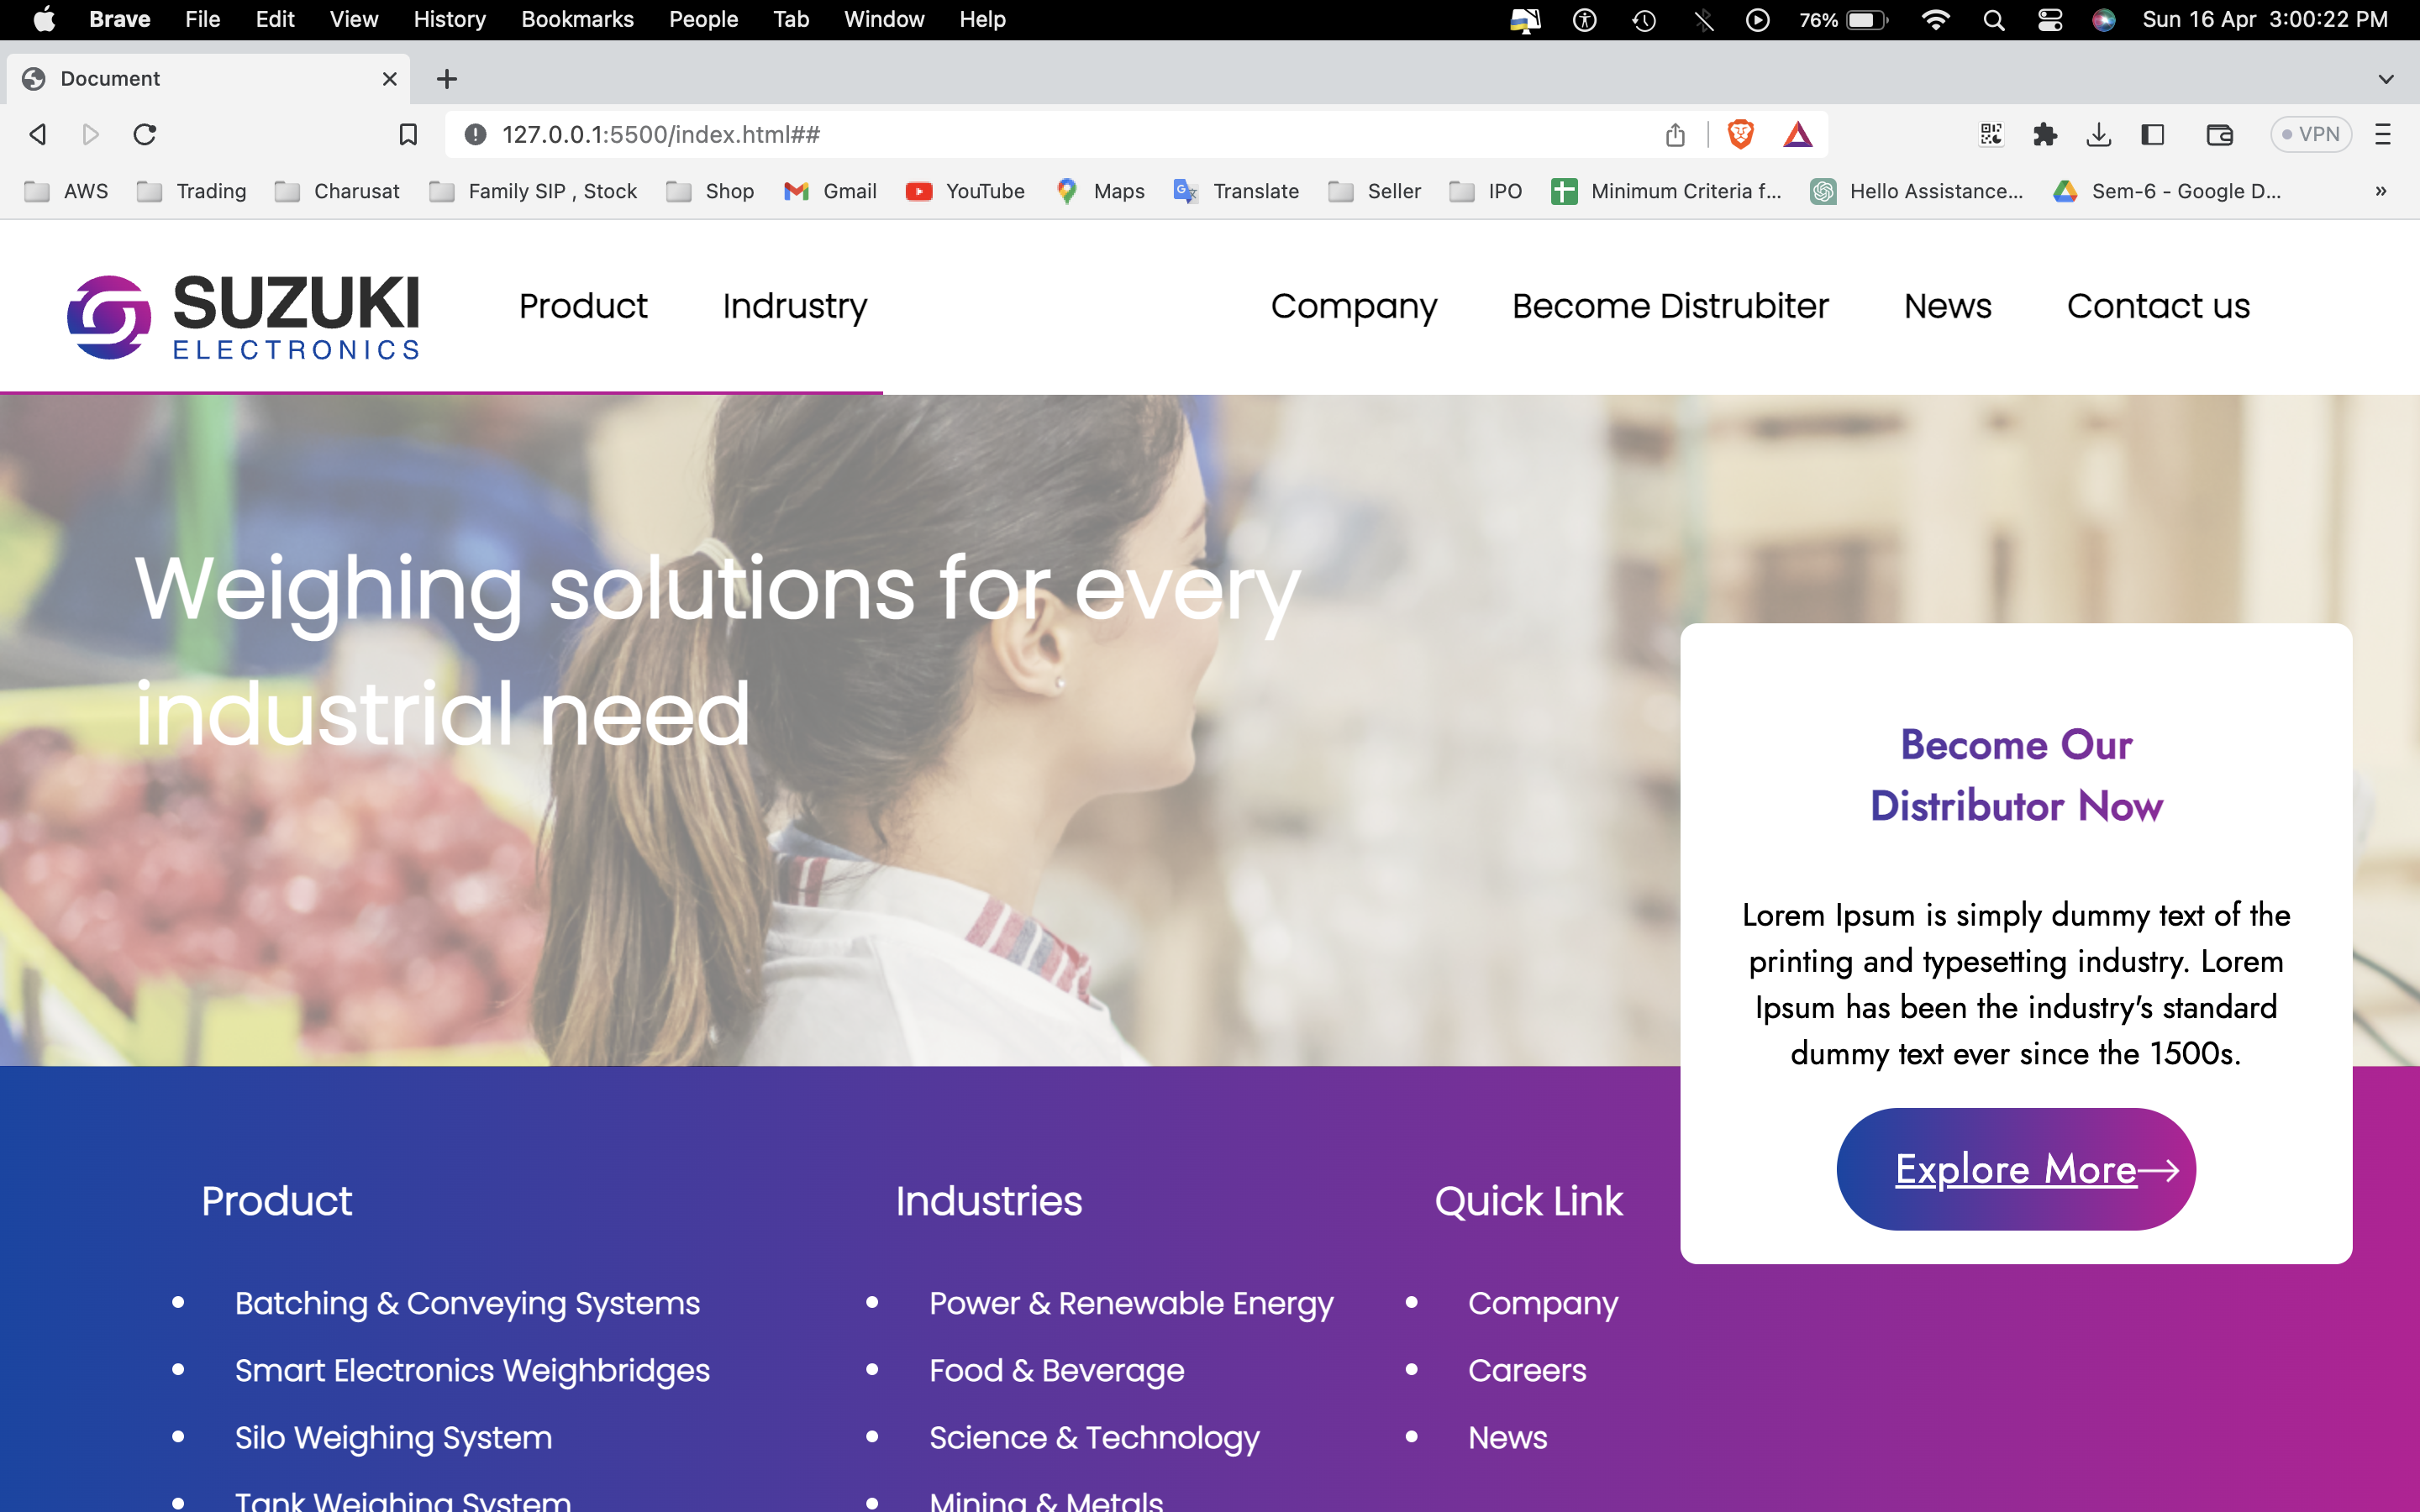 Brave File Edit View History Bookmarks People Tab Window Help 76% Sun 16 Apr 3:00:22 PM
Document
127.0.0.1:5500/index.html## VPN
AWS Trading Charusat Family SIP , Stock Shop Gmail YouTube Maps Translate Seller IPO Minimum Criteria f... Hello Assistance... Sem-6 - Google D... »
SUZUKI
ELECTRONICS
Product Indrustry Company Become Distrubiter News Contact us
Weighing solutions for every
industrial need
Become Our
Distributor Now
Lorem Ipsum is simply dummy text of the
printing and typesetting industry. Lorem
Ipsum has been the industry's standard
dummy text ever since the 1500s.
Explore More
Product
• Batching & Conveying Systems
• Smart Electronics Weighbridges
• Silo Weighing System
• Tank Weighing System
Industries
• Power & Renewable Energy
• Food & Beverage
• Science & Technology
• Mining & Metals
Quick Link
• Company
• Careers
• News